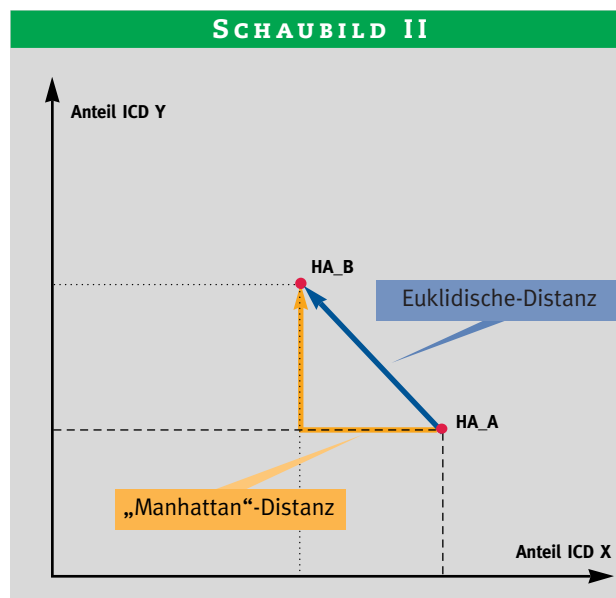 SCHAUBILD II
Anteil ICD Y
HA_B
Euklidische-Distanz
HA_A
„Manhattan“-Distanz
Anteil ICD X